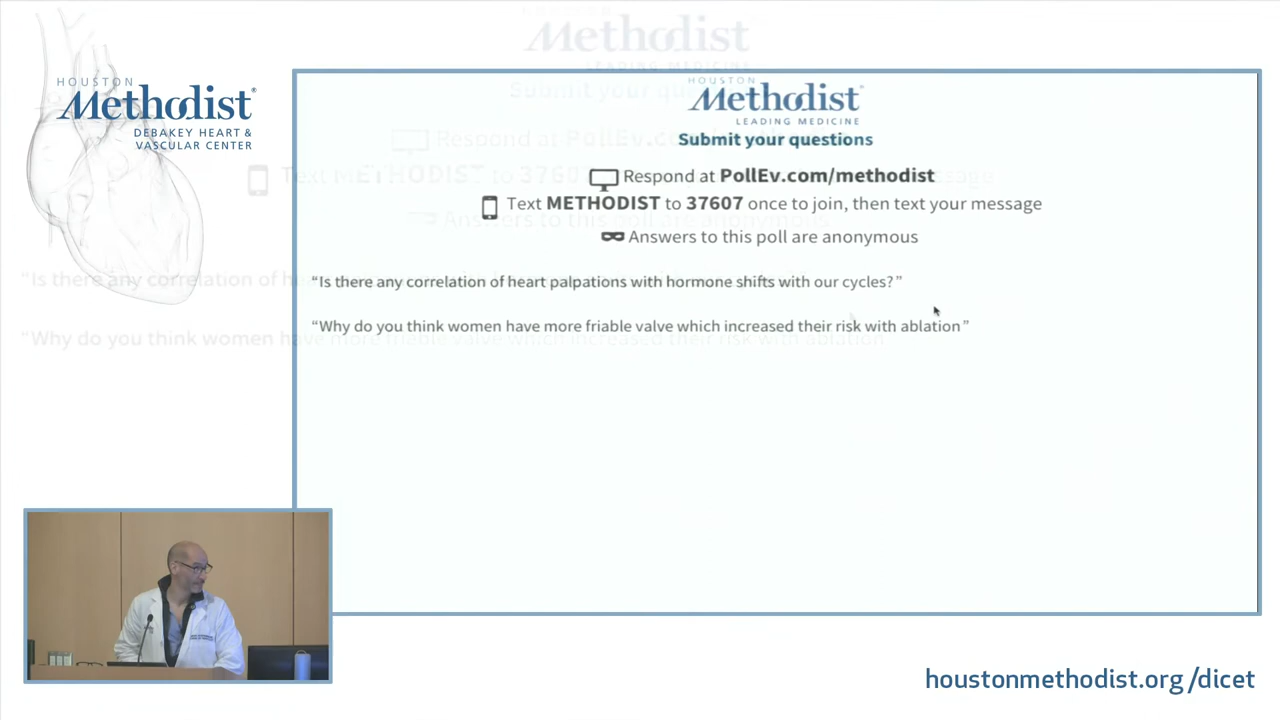 HOUSTON
Methodist®
DEBAKEY HEART &
VASCULAR CENTER
HOUSTON
Methodist®
LEADING MEDICINE
Submit your questions
Respond at PollEv.com/methodist
Text METHODIST to 37607 once to join, then text your message
Answers to this poll are anonymous
“Is there any correlation of heart palpations with hormone shifts with our cycles?”
“Why do you think women have more friable valve which increased their risk with ablation”
houstonmethodist.org/dicet